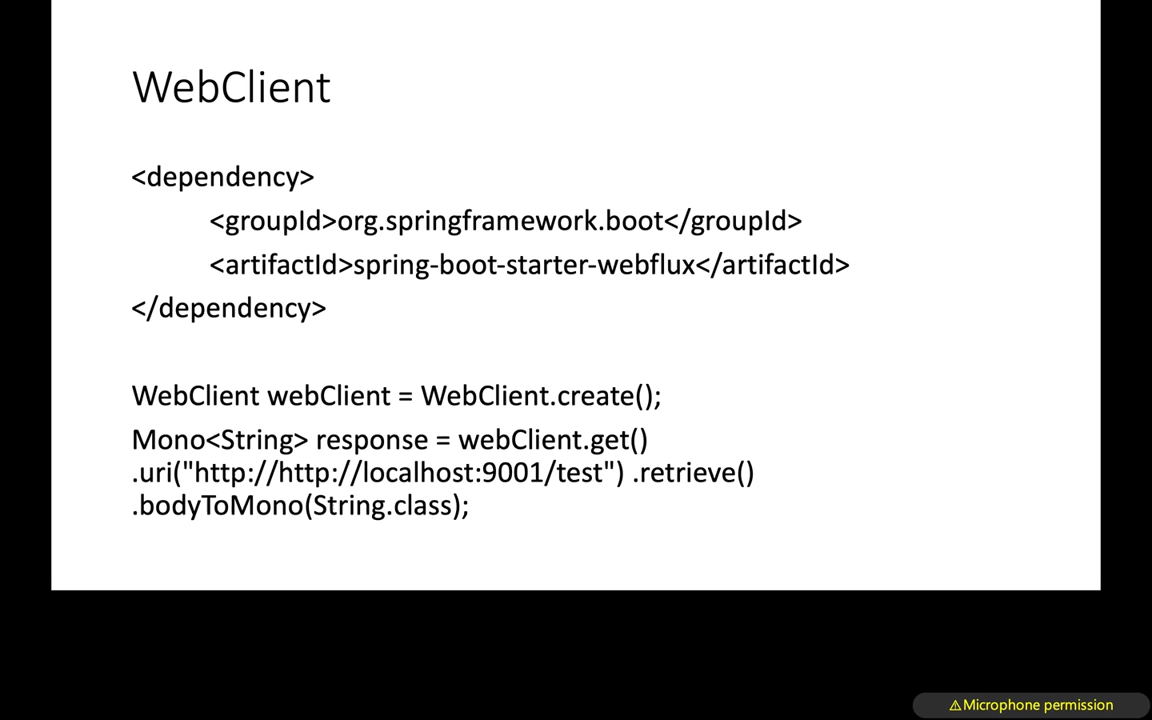 WebClient
<dependency>
<groupId>org.springframework.boot</groupId>
<artifactId>spring-boot-starter-webflux</artifactId>
</dependency>
WebClient webClient = WebClient.create();
Mono<String> response = webClient.get()
.uri("http://http://localhost:9001/test") .retrieve()
.bodyToMono(String.class);
⚠Microphone permission